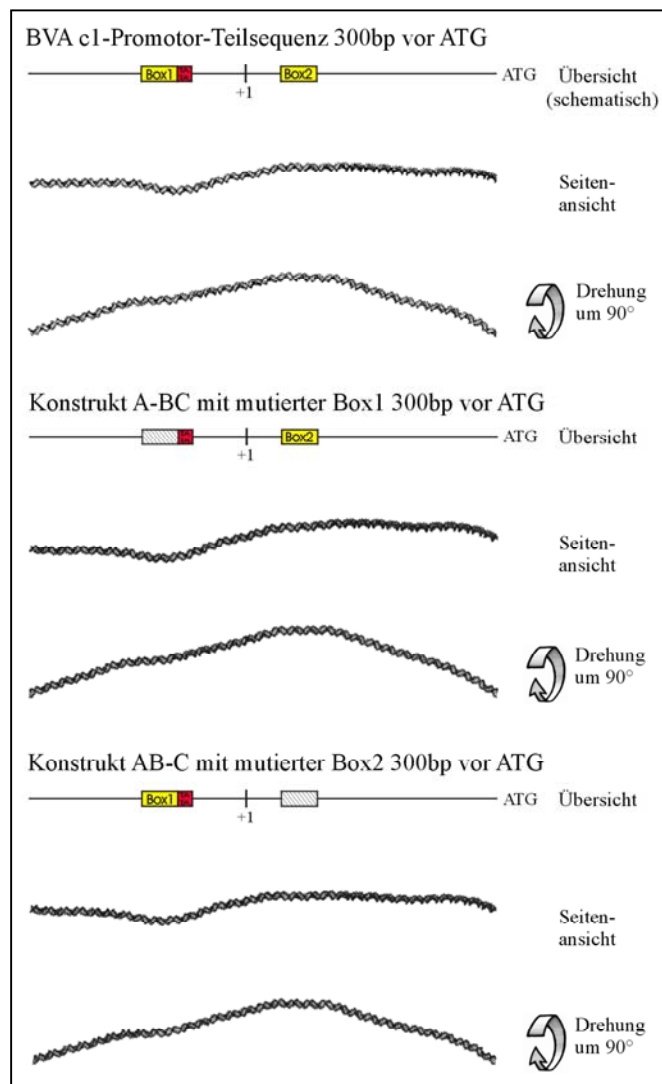 BVA c1-Promotor-Teilsequenz 300bp vor ATG
Box1 Box2 ATG Übersicht
+1 (schematisch)
Seiten-
ansicht
Drehung
um 90°
Konstrukt A-BC mit mutierter Box1 300bp vor ATG
Box2 ATG Übersicht
+1
Seiten-
ansicht
Drehung
um 90°
Konstrukt AB-C mit mutierter Box2 300bp vor ATG
Box1 ATG Übersicht
+1
Seiten-
ansicht
Drehung
um 90°